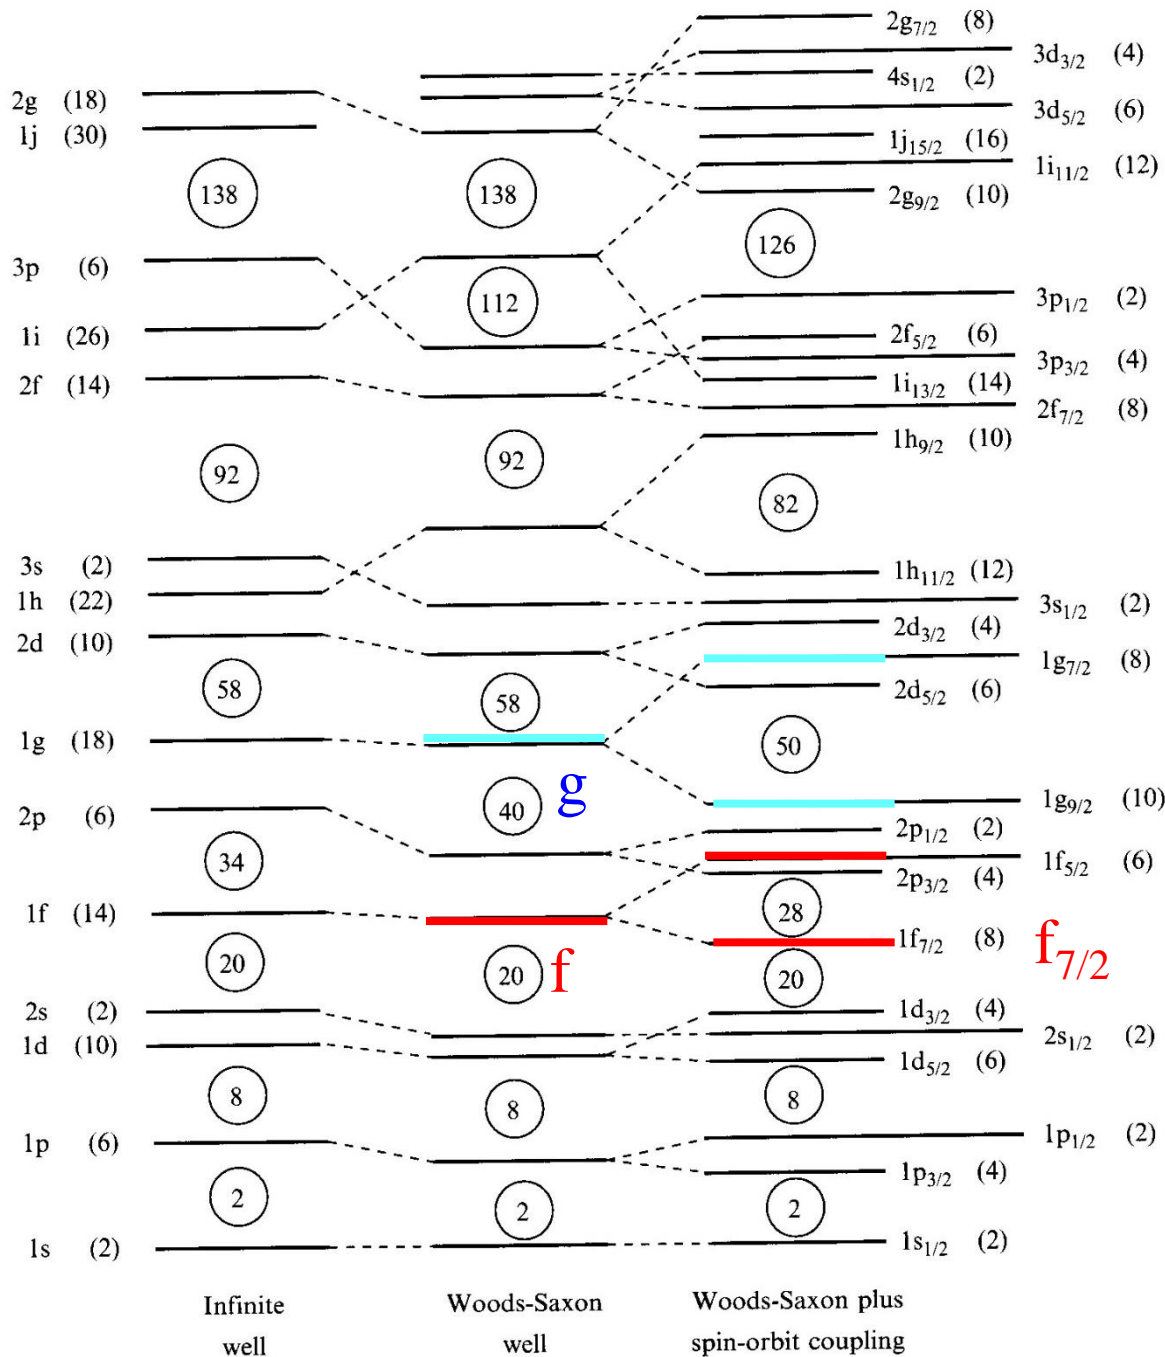 2g (18)
1j (30)
138
3p (6)
1i (26)
2f (14)
92
3s (2)
1h (22)
2d (10)
58
1g (18)
2p (6)
34
1f (14)
20
2s (2)
1d (10)
8
1p (6)
2
1s (2)
Infinite
well
138
112
92
58
40
g
20
f
8
2
Woods-Saxon
well
2g7/2 (8)
3d3/2 (4)
4s1/2 (2)
3d5/2 (6)
1j15/2 (16)
1i11/2 (12)
2g9/2 (10)
126
3p1/2 (2)
2f5/2 (6)
3p3/2 (4)
1i13/2 (14)
2f7/2 (8)
1h9/2 (10)
82
1h11/2 (12)
3s1/2 (2)
2d3/2 (4)
1g7/2 (8)
2d5/2 (6)
50
1g9/2 (10)
2p1/2 (2)
1f5/2 (6)
2p3/2 (4)
28
1f7/2 (8)
f7/2
20
1d3/2 (4)
2s1/2 (2)
1d5/2 (6)
8
1p1/2 (2)
1p3/2 (4)
2
1s1/2 (2)
Woods-Saxon plus
spin-orbit coupling